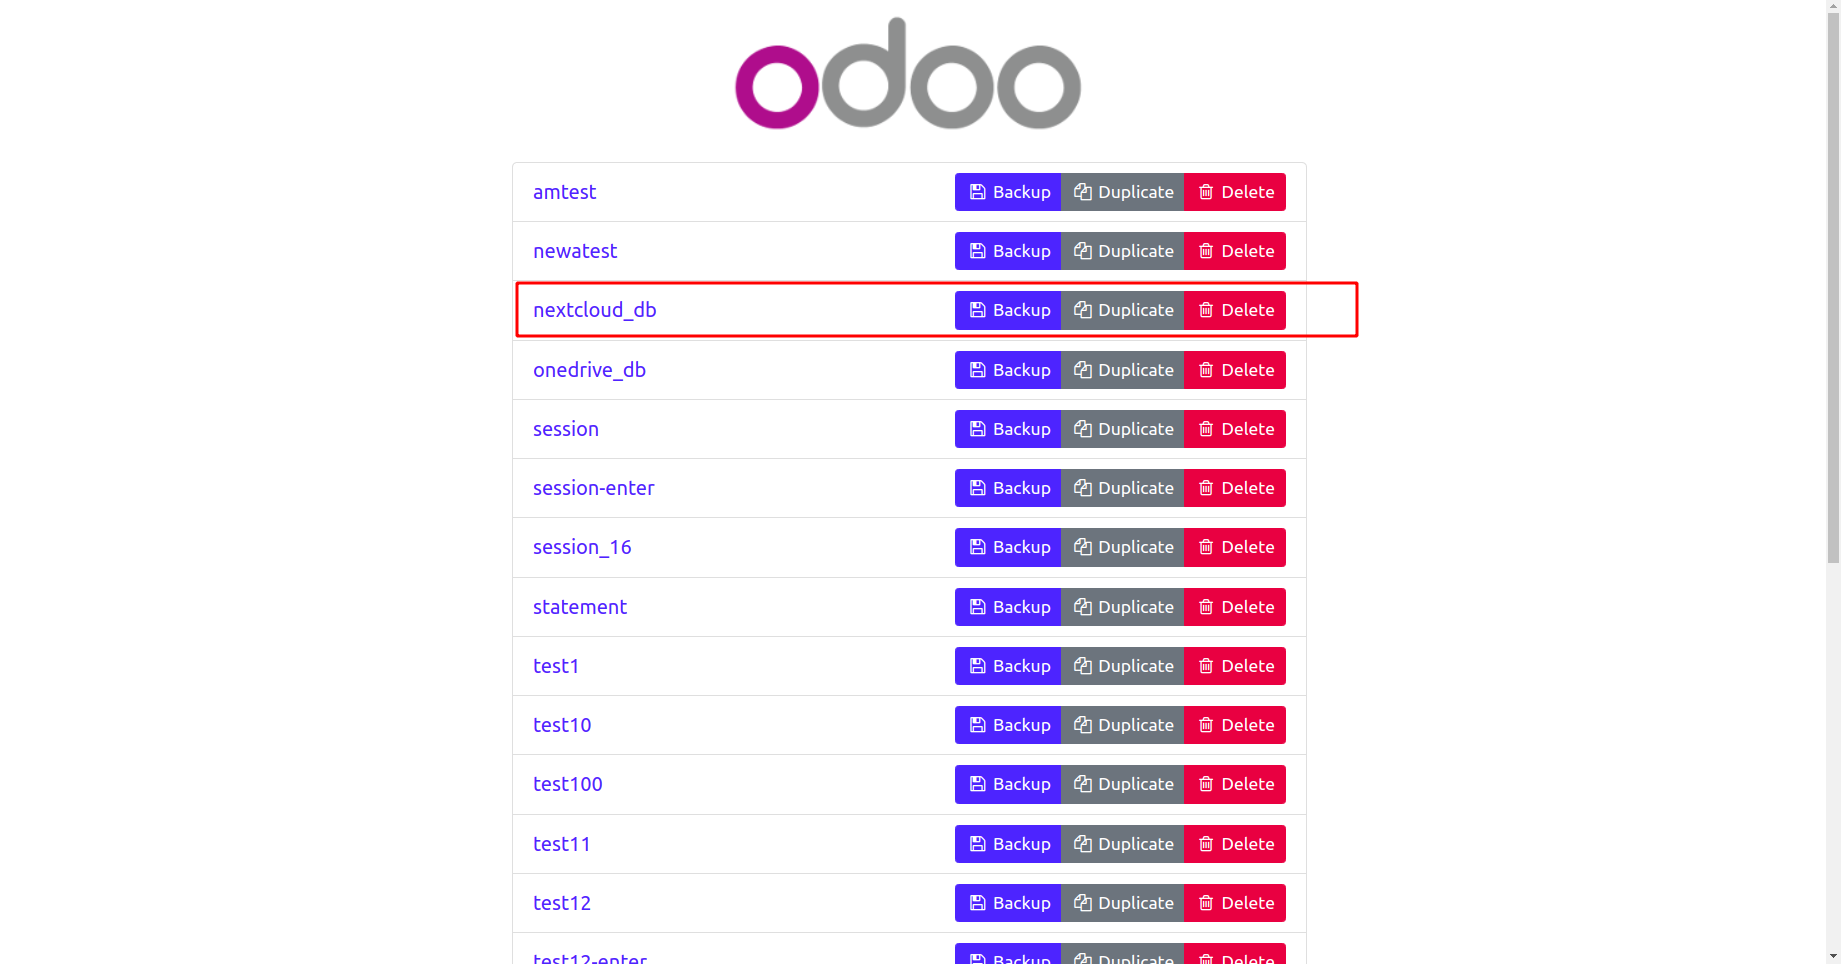 odoo
amtest Backup Duplicate Delete
newatest Backup Duplicate Delete
nextcloud_db Backup Duplicate Delete
onedrive_db Backup Duplicate Delete
session Backup Duplicate Delete
session-enter Backup Duplicate Delete
session_16 Backup Duplicate Delete
statement Backup Duplicate Delete
test1 Backup Duplicate Delete
test10 Backup Duplicate Delete
test100 Backup Duplicate Delete
test11 Backup Duplicate Delete
test12 Backup Duplicate Delete
test12-enter Backup Duplicate Delete